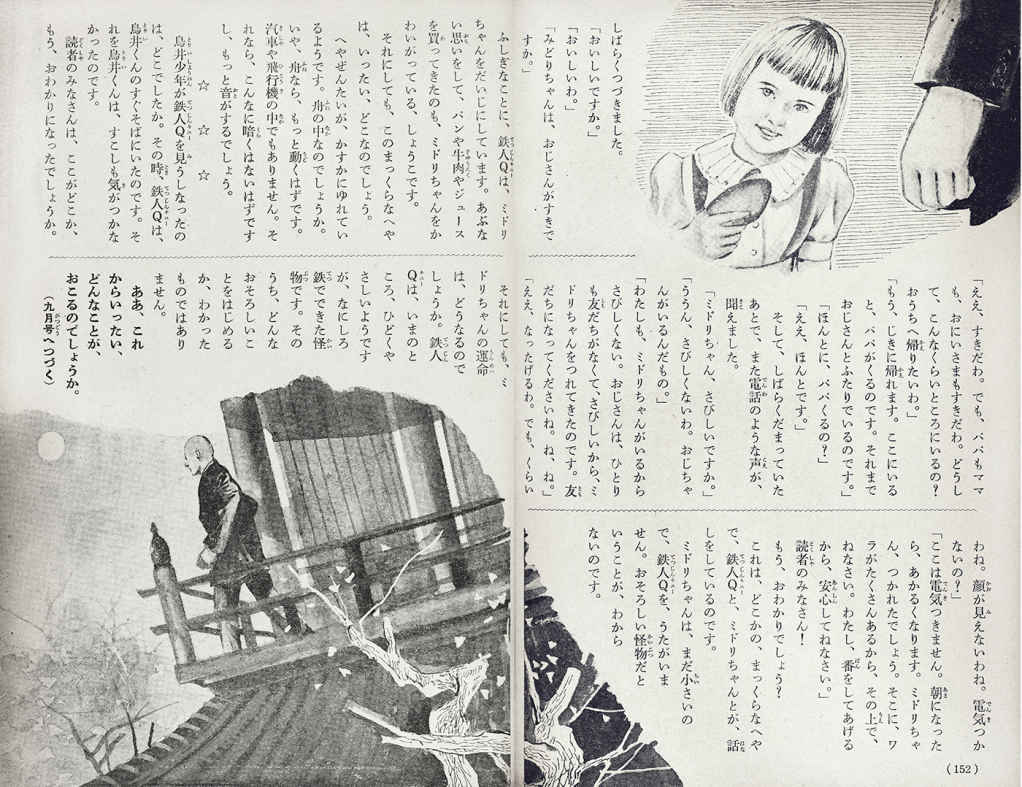 しばらくつづきました。
「おいしいですか。」
「おいしいわ。」
「みどりちゃんは、おじさんがすきで
すか。」
「ええ、すきだわ。でも、パパもママ
も、おにいさまもすきだわ。どうし
て、こんなくらいところにいるの？
おうちへ帰りたいわ。」
「もう、じきに帰れます。ここにいる
と、パパがくるのです。それまで
おじさんとふたりでいるのです。」
「ほんとに、パパくるの？」
「ええ、ほんとです。」
そして、しばらくだまっていた
あとで、また電話のような声が、
聞えました。
「ミドリちゃん、さびしいですか。」
「ううん、さびしくないわ。おじちゃ
んがいるんだもの。」
「わたしも、ミドリちゃんがいるから
さびしくない。おじさんは、ひとり
も友だちがなくて、さびしいから、ミ
ドリちゃんをつれてきたのです。友
だちになってくださいね。ね、ね。」
「ええ、なったげるわ。でも、くらい
わね。顔が見えないわね。電気つか
ないの？」
「ここは電気つきません。朝になった
ら、あかるくなります。ミドリちゃ
ん、つかれたでしょう。そこに、ワ
ラがたくさんあるから、その上で、
ねなさい。わたし、番をしてあげる
から、安心してねなさい。」
読者のみなさん！
もう、おわかりでしょう？
これは、どこかの、まっくらなへや
で、鉄人Ｑと、ミドリちゃんとが、話
しをしているのです。
ミドリちゃんは、まだ小さいの
で、鉄人Ｑを、うたがいま
せん。おそろしい怪物だと
いうことが、わから
ないのです。
(152)
ふしぎなことに、鉄人Ｑは、ミドリ
ちゃんをだいじにしています。あぶな
い思いをして、パンや牛肉やジュース
を買ってきたのも、ミドリちゃんをか
わいがっている、しょうこです。
それにしても、このまっくらなへや
は、いったい、どこなのでしょう。
へやぜんたいが、かすかにゆれてい
るようです。舟の中なのでしょうか。
いや、舟なら、もっと動くはずです。
汽車や飛行機の中でもありません。そ
れなら、こんなに暗くはないはずです
し、もっと音がするでしょう。
☆　☆　☆
鳥井少年が鉄人Ｑを見うしなったの
は、どこでしたか。その時、鉄人Ｑは、
鳥井くんのすぐそばにいたのです。そ
れを鳥井くんは、すこしも気がつかな
かったのです。
読者のみなさんは、ここがどこか、
もう、おわかりになったでしょうか。
それにしても、ミ
ドリちゃんの運命
は、どうなるので
しょうか。鉄人
Ｑは、いまのと
ころ、ひどくや
さしいようです
が、なにしろ
鉄でできた怪
物です。その
うち、どんな
おそろしいこ
とをはじめる
か、わかった
ものではあり
ません。
ああ、これ
からいったい、
どんなことが、
おこるのでしょうか。
（九月号へつづく）